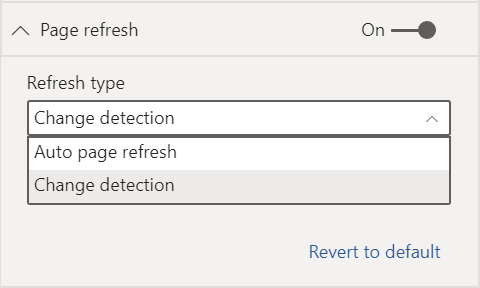 Page refresh On
Refresh type
Change detection
Auto page refresh
Change detection
Revert to default